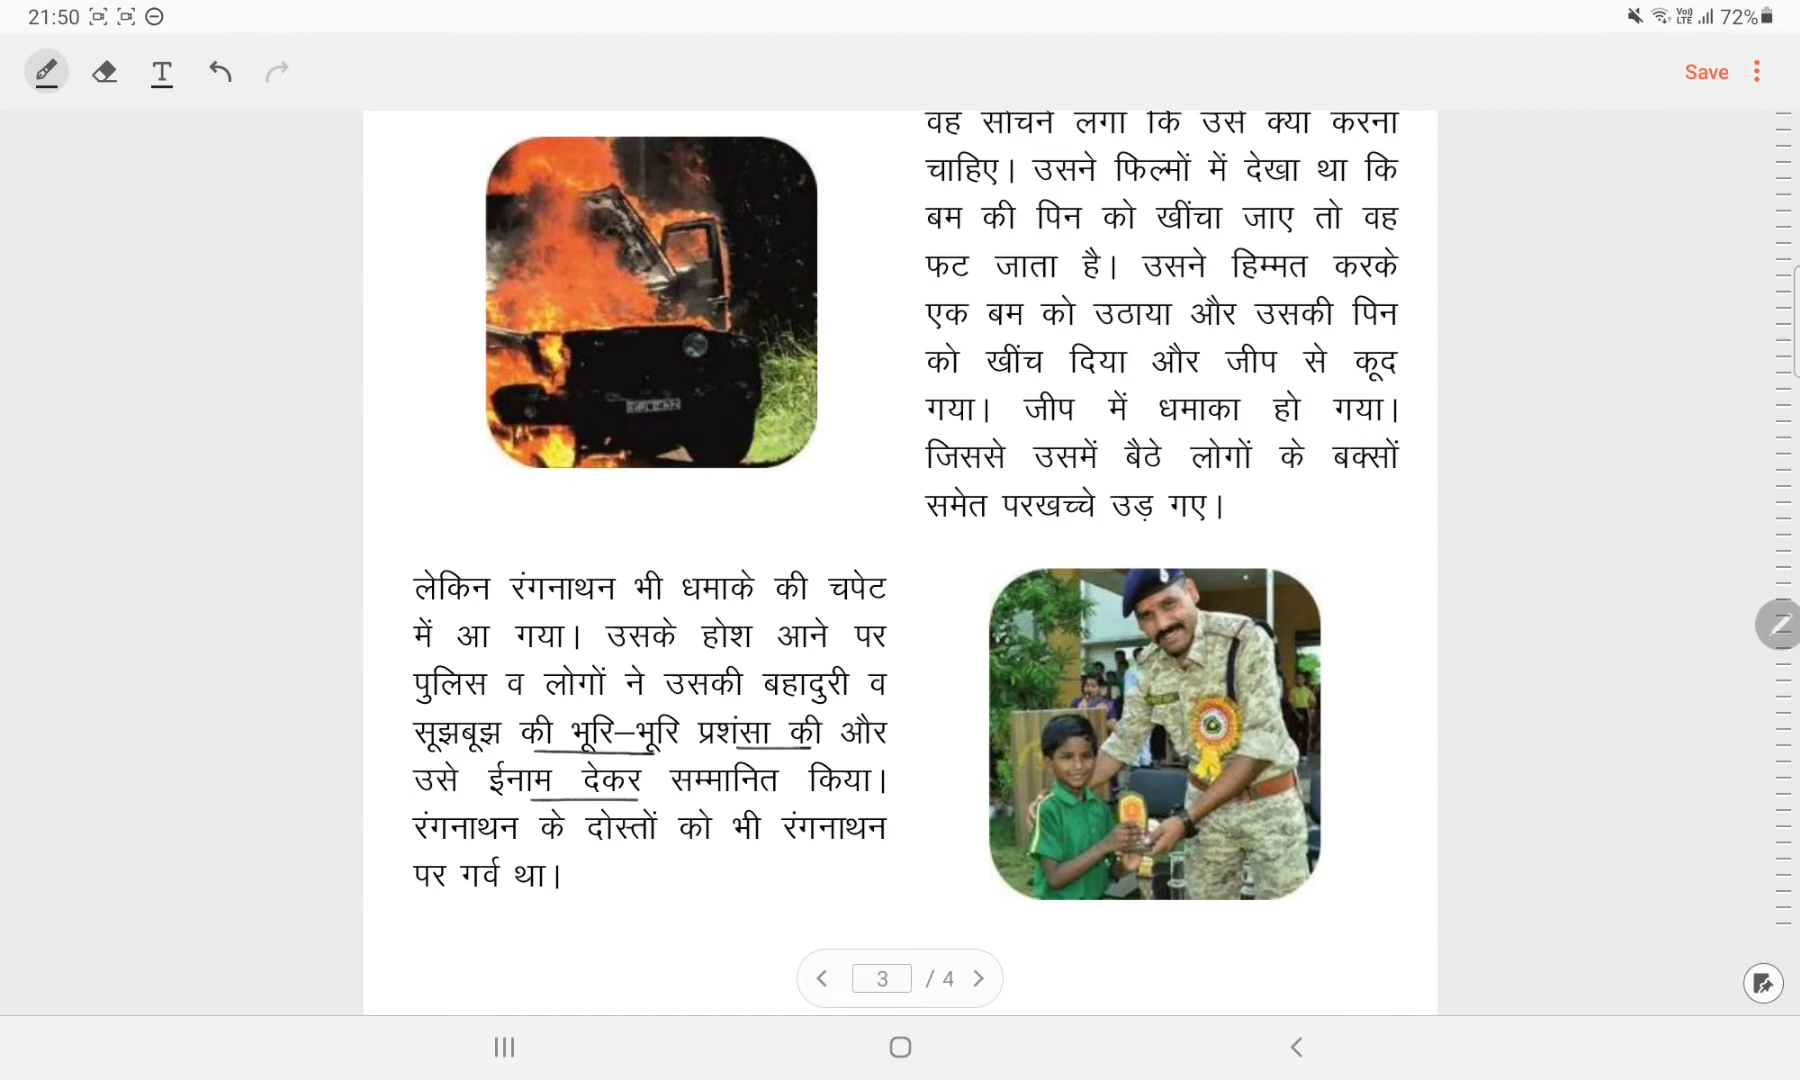 21:50
72%
Save
वह सोचने लगा कि उसे क्या करना
चाहिए। उसने फिल्मों में देखा था कि
बम की पिन को खींचा जाए तो वह
फट जाता है। उसने हिम्मत करके
एक बम को उठाया और उसकी पिन
को खींच दिया और जीप से कूद
गया। जीप में धमाका हो गया।
जिससे उसमें बैठे लोगों के बक्सों
समेत परखच्चे उड़ गए।
लेकिन रंगनाथन भी धमाके की चपेट
में आ गया। उसके होश आने पर
पुलिस व लोगों ने उसकी बहादुरी व
सूझबूझ की भूरि–भूरि प्रशंसा की और
उसे ईनाम देकर सम्मानित किया।
रंगनाथन के दोस्तों को भी रंगनाथन
पर गर्व था।
3 / 4